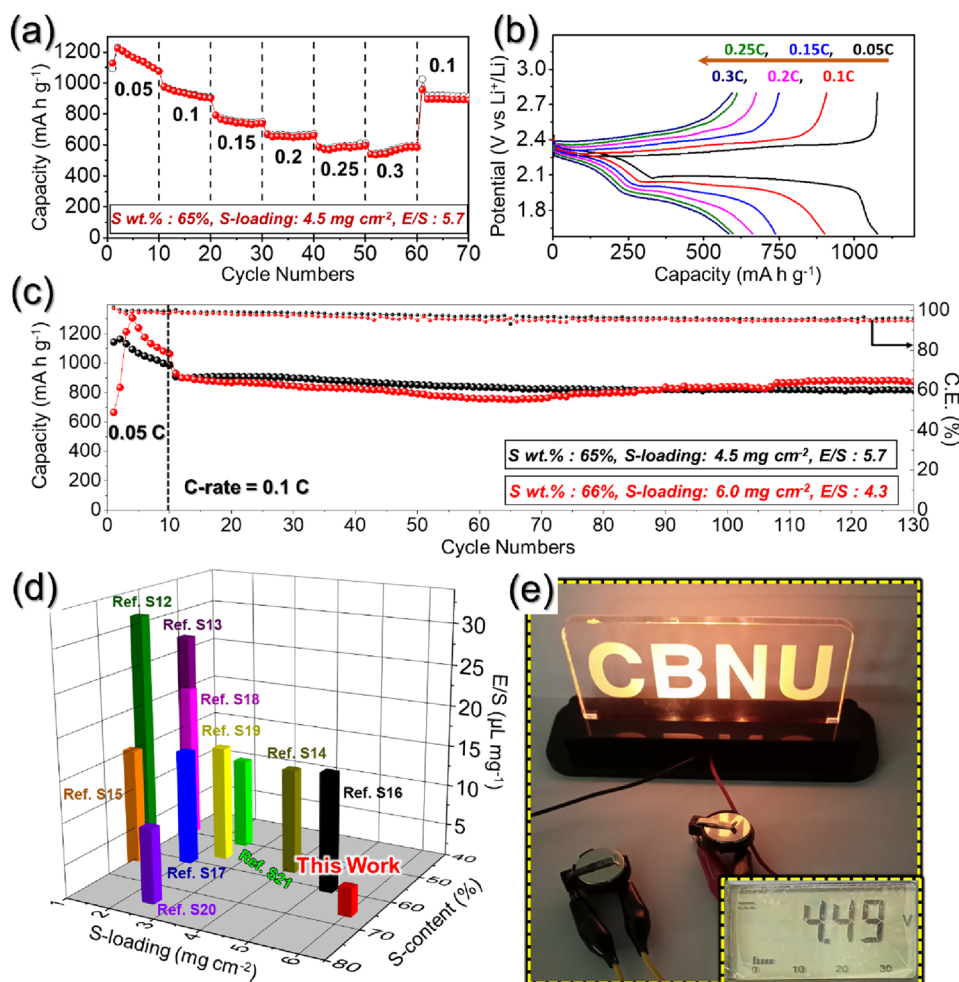 (a)
1200
1000
800
600
400
200
0
Capacity (mA h g⁻¹)
0.05
0.1
0.15
0.2
0.25
0.3
0.1
S wt.% : 65%, S-loading: 4.5 mg cm⁻², E/S : 5.7
0 10 20 30 40 50 60 70
Cycle Numbers
(b)
3.0
2.7
2.4
2.1
1.8
Potential (V vs Li⁺/Li)
0.25C, 0.15C, 0.05C
0.3C, 0.2C, 0.1C
0 250 500 750 1000
Capacity (mA h g⁻¹)
(c)
1200
1000
800
600
400
200
0
Capacity (mA h g⁻¹)
0.05 C
C-rate = 0.1 C
S wt.% : 65%, S-loading: 4.5 mg cm⁻², E/S : 5.7
S wt.% : 66%, S-loading: 6.0 mg cm⁻², E/S : 4.3
100
80
60
40
20
0
C.E. (%)
0 10 20 30 40 50 60 70 80 90 100 110 120 130
Cycle Numbers
(d)
Ref. S12
Ref. S13
Ref. S18
Ref. S19
Ref. S14
Ref. S15
Ref. S16
This Work
Ref. S17
Ref. S21
Ref. S20
30
25
20
15
10
5
E/S (µL mg⁻¹)
40
50
60
70
80
S-content (%)
1
2
3
4
5
6
S-loading (mg cm⁻²)
(e)
CBNU
4.49 V
0 10 20 30